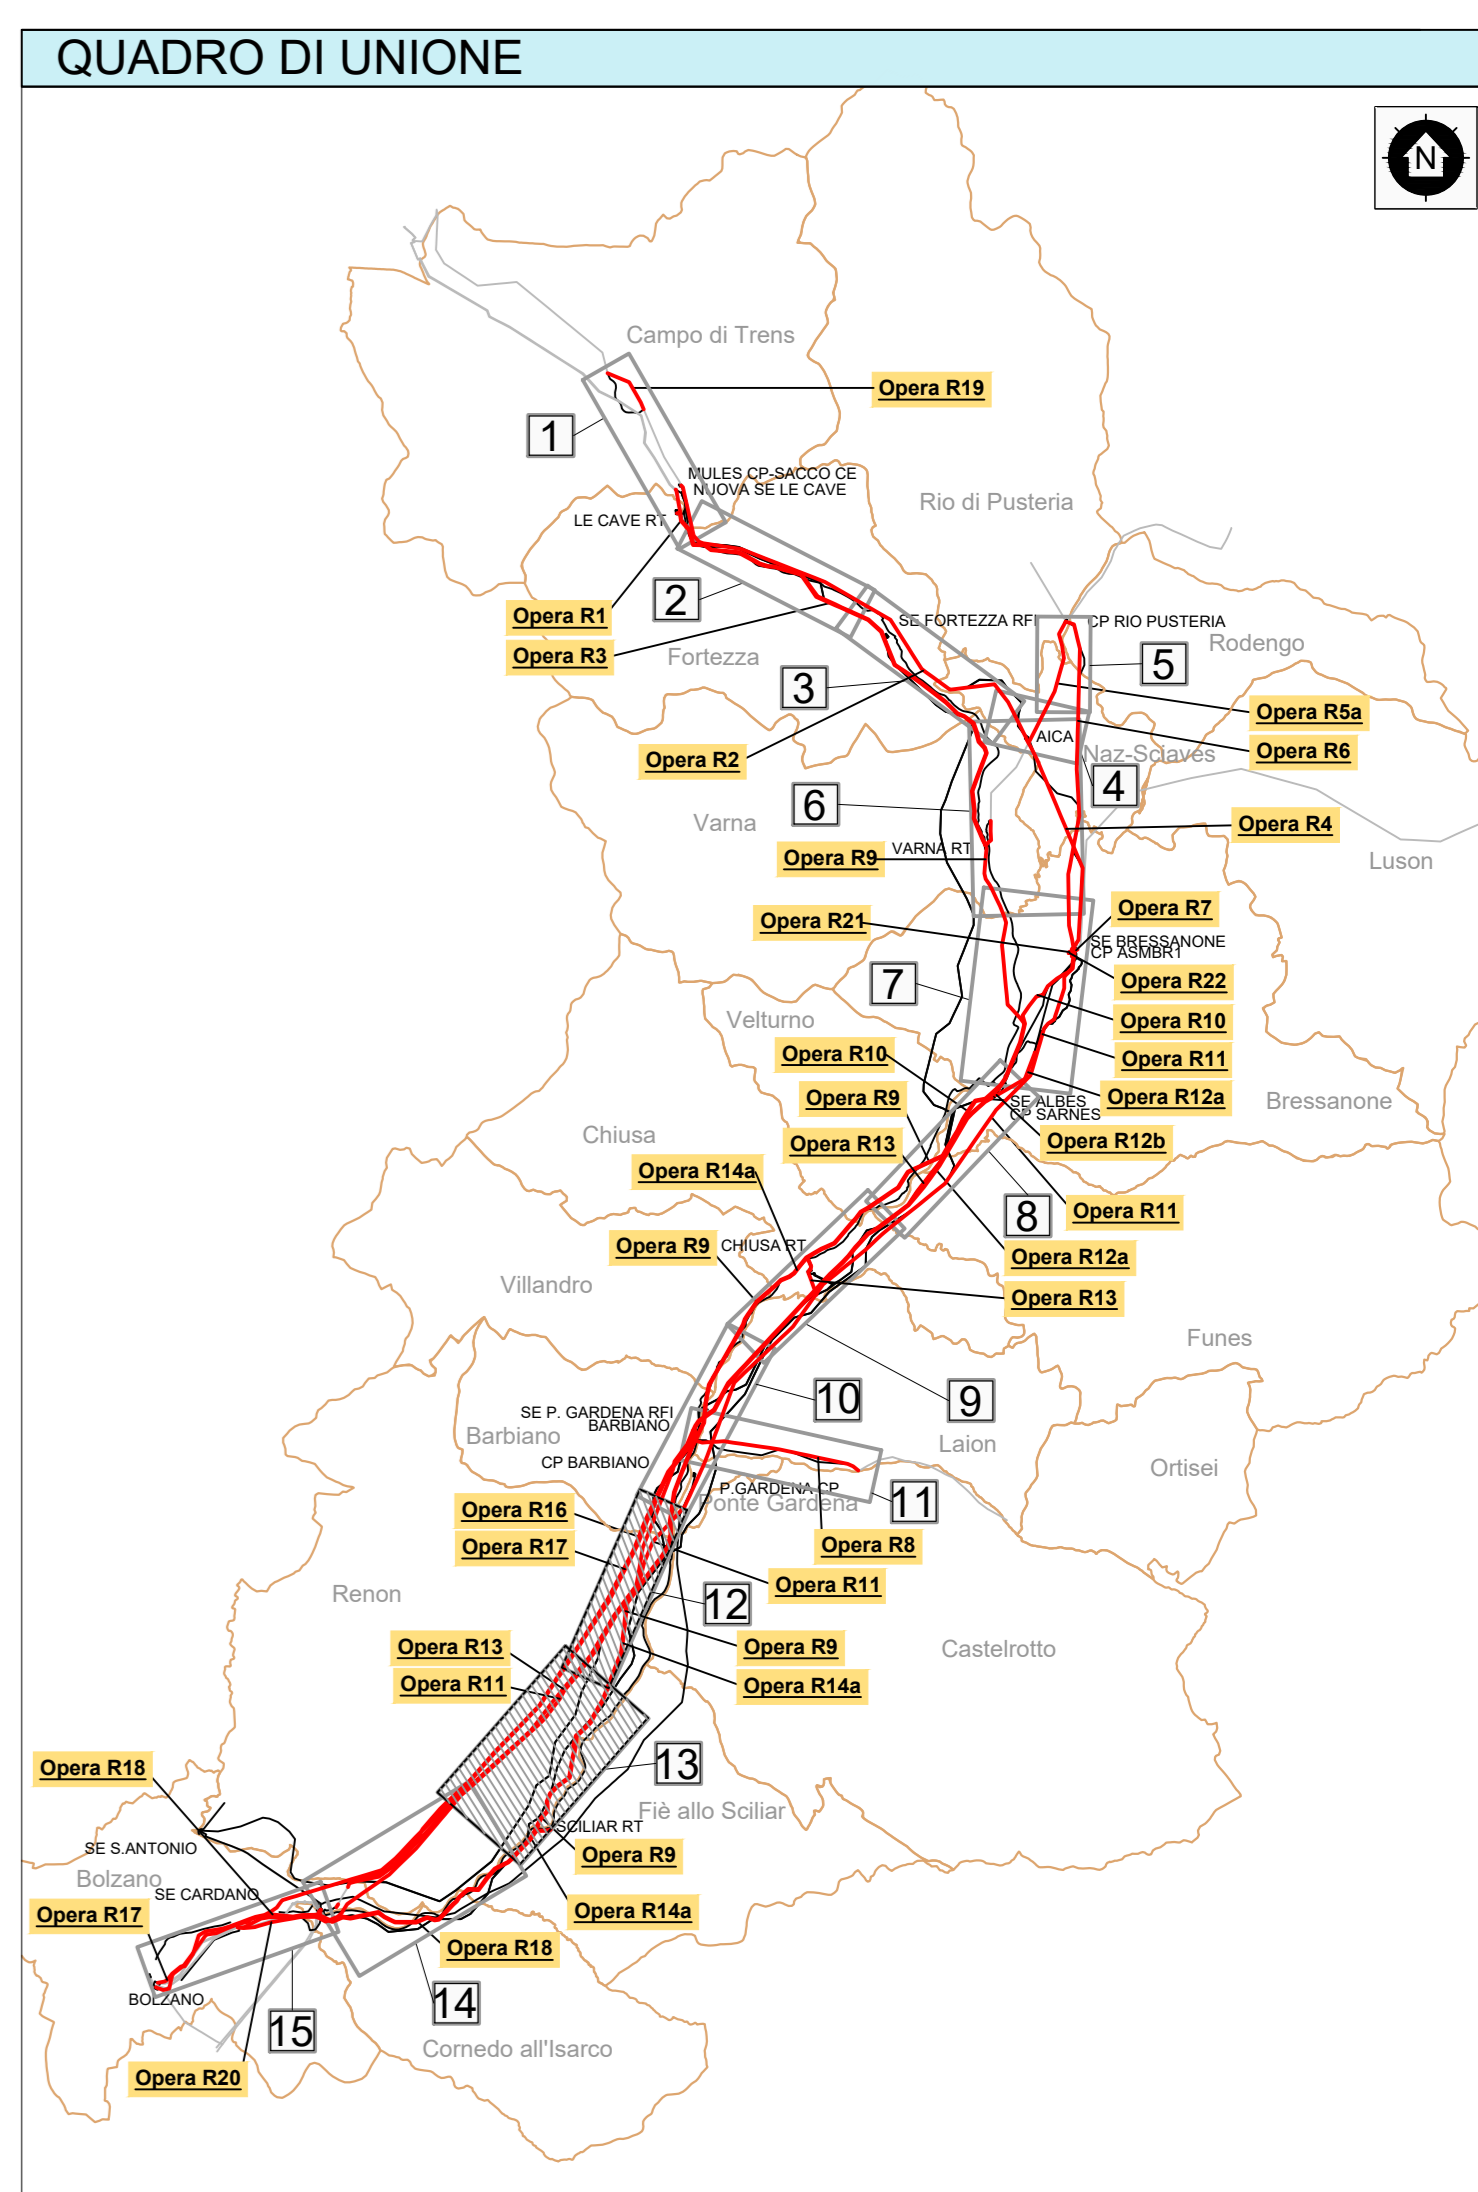 QUADRO DI UNIONE
N
Campo di Trens
Opera R19
1
MULES CP-SACCO CE
NUOVA SE LE CAVE
Rio di Pusteria
LE CAVE RT
2
Opera R1
SE FORTEZZA RFI
CP RIO PUSTERIA
Opera R3
Rodengo
Fortezza
5
3
Opera R5a
AICA
Opera R6
Opera R2
Naz-Sciaves
4
6
Varna
Opera R4
VARNA RT
Opera R9
Luson
Opera R7
Opera R21
SE BRESSANONE
CP ASMBR1
7
Opera R22
Velturno
Opera R10
Opera R10
Opera R11
Opera R9
Opera R12a
SE ALBES
CP SARNES
Bressanone
Chiusa
Opera R13
Opera R12b
Opera R14a
8
Opera R11
Opera R9
CHIUSA RT
Opera R12a
Villandro
Opera R13
Funes
10
9
SE P. GARDENA RFI
BARBIANO
Barbiano
Laion
CP BARBIANO
Ortisei
P.GARDENA CP
Ponte Gardena
11
Opera R16
Opera R17
Opera R8
Opera R11
Renon
12
Opera R13
Opera R9
Castelrotto
Opera R11
Opera R14a
Opera R18
13
Fiè allo Sciliar
SCILIAR RT
SE S.ANTONIO
Opera R9
Bolzano
SE CARDANO
Opera R17
Opera R14a
Opera R18
BOLZANO
14
15
Cornedo all'Isarco
Opera R20